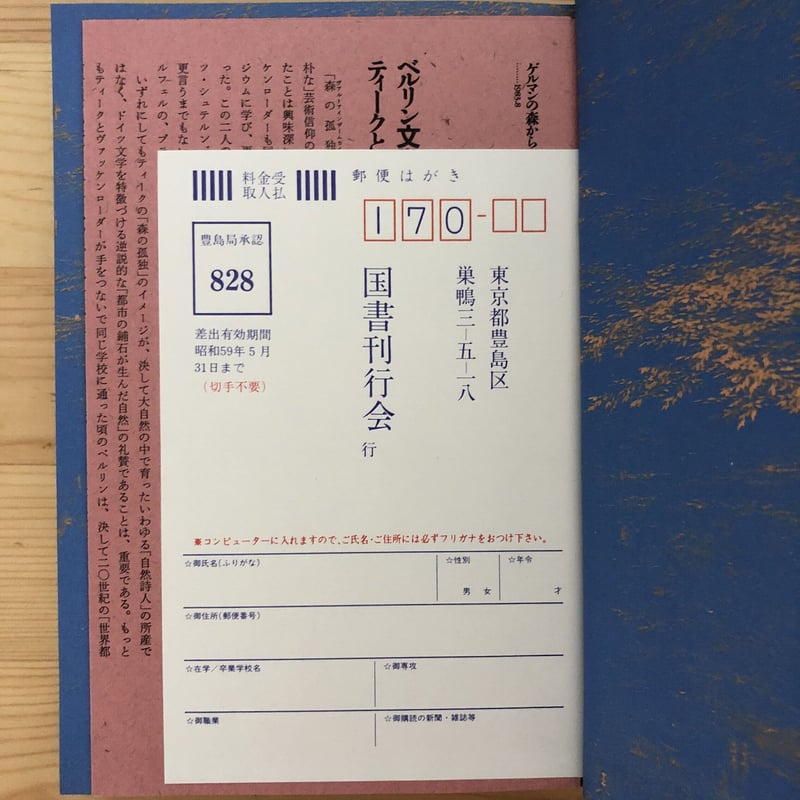 ゲルマンの森から
……1983.8
ベルリン文
ティークと
「森の孤独
朴な」芸術信仰の
たことは興味深
ケンローダーも同
ジウムに学び、更
った。この二人の
ツ・シュテルン
更言うまでもな
ルフェルの、ブラ
いずれにしてもティークの「森の孤独」のイメージが、決して大自然の中で育ったいわゆる「自然詩人」の所産で
はなく、ドイツ文学を特徴づける逆説的な「都市の鋪石が生んだ自然」の礼賛であることは、重要である。もっと
もティークとヴァッケンローダーが手をつないで同じ学校に通った頃のベルリンは、決して二〇世紀の「世界都
料金受
取人払
郵便はがき
170-
豊島局承認
828
差出有効期間
昭和59年5月
31日まで
(切手不要)
東京都豊島区
巣鴨三―五―一八
国書刊行会 行
※コンピューターに入れますので、ご氏名・ご住所には必ずフリガナをおつけ下さい。
☆御氏名(ふりがな)
☆性別
男 女
☆年令
才
☆御住所(郵便番号)
☆在学/卒業学校名
☆御専攻
☆御職業
☆御購読の新聞・雑誌等